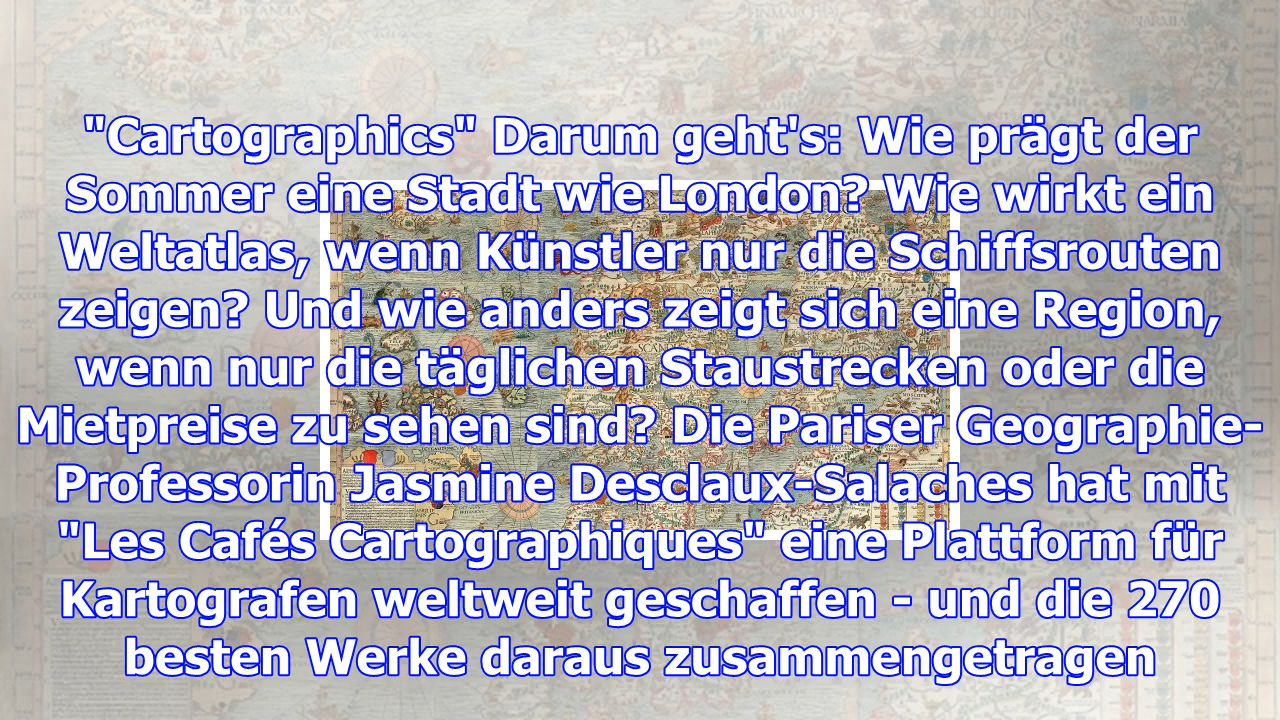 "Cartographics" Darum geht's: Wie prägt der
Sommer eine Stadt wie London? Wie wirkt ein
Weltatlas, wenn Künstler nur die Schiffsrouten
zeigen? Und wie anders zeigt sich eine Region,
wenn nur die täglichen Staustrecken oder die
Mietpreise zu sehen sind? Die Pariser Geographie-
Professorin Jasmine Desclaux-Salaches hat mit
"Les Cafés Cartographiques" eine Plattform für
Kartografen weltweit geschaffen - und die 270
besten Werke daraus zusammengetragen